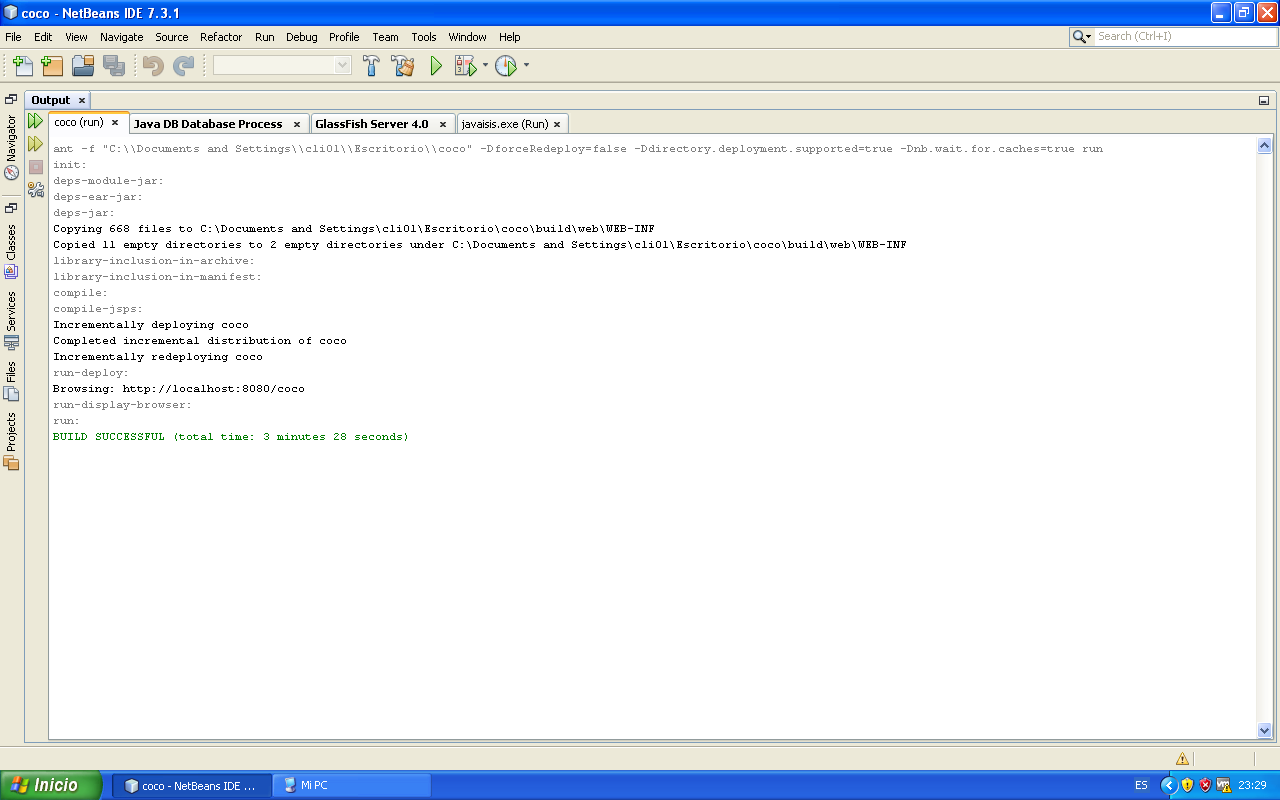 coco - NetBeans IDE 7.3.1
File Edit View Navigate Source Refactor Run Debug Profile Team Tools Window Help
Search (Ctrl+I)
Output
coco (run) Java DB Database Process GlassFish Server 4.0 javaisis.exe (Run)
Navigator
Classes
Services
Files
Projects
ant -f "C:\\Documents and Settings\\cli01\\Escritorio\\coco" -DforceRedeploy=false -Ddirectory.deployment.supported=true -Dnb.wait.for.caches=true run
init:
deps-module-jar:
deps-ear-jar:
deps-jar:
Copying 668 files to C:\Documents and Settings\cli01\Escritorio\coco\build\web\WEB-INF
Copied 11 empty directories to 2 empty directories under C:\Documents and Settings\cli01\Escritorio\coco\build\web\WEB-INF
library-inclusion-in-archive:
library-inclusion-in-manifest:
compile:
compile-jsps:
Incrementally deploying coco
Completed incremental distribution of coco
Incrementally redeploying coco
run-deploy:
Browsing: http://localhost:8080/coco
run-display-browser:
run:
BUILD SUCCESSFUL (total time: 3 minutes 28 seconds)
Inicio
coco - NetBeans IDE ...
Mi PC
ES
23:29